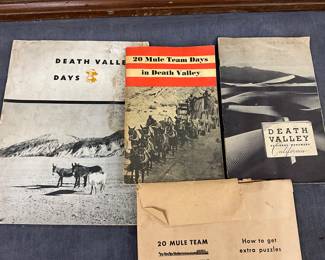 DEATH VALLEY
DAYS
20 Mule Team Days
in Death Valley
DEATH
VALLEY
NATIONAL MONUMENT
California
20 MULE TEAM
How to get
extra puzzles